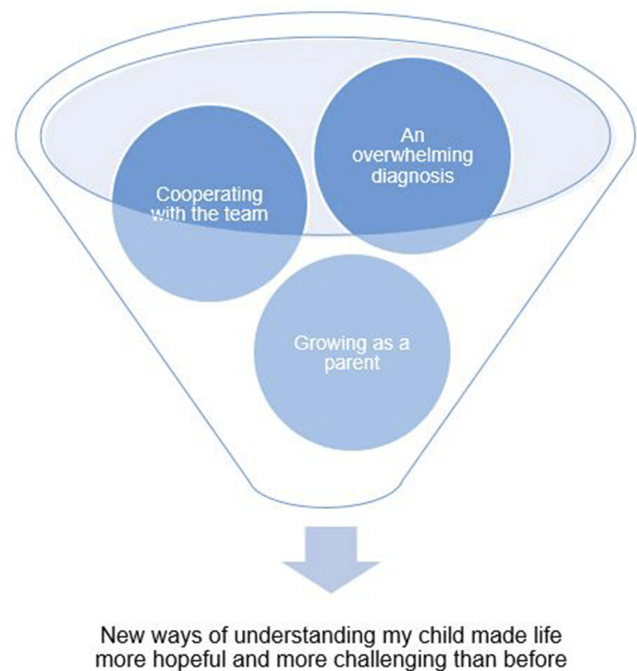 An
overwhelming
diagnosis
Cooperating
with the team
Growing as a
parent
New ways of understanding my child made life
more hopeful and more challenging than before